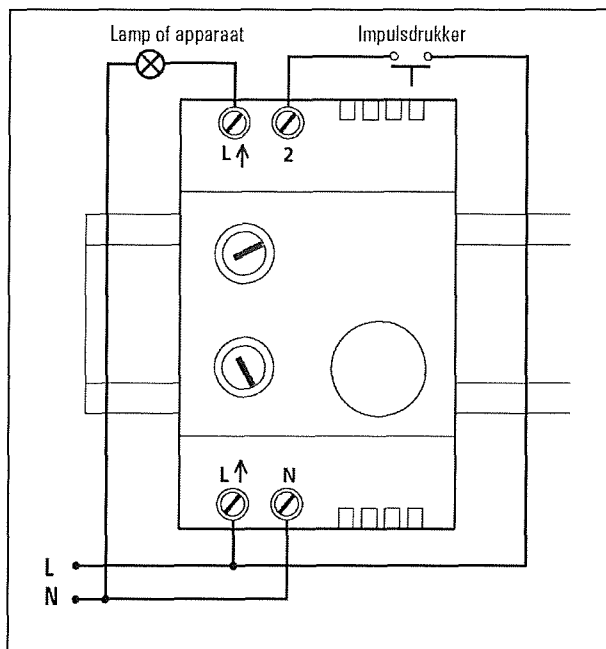 Lamp of apparaat Impulsdrukker
L↑ 2
L↑ N
L
N